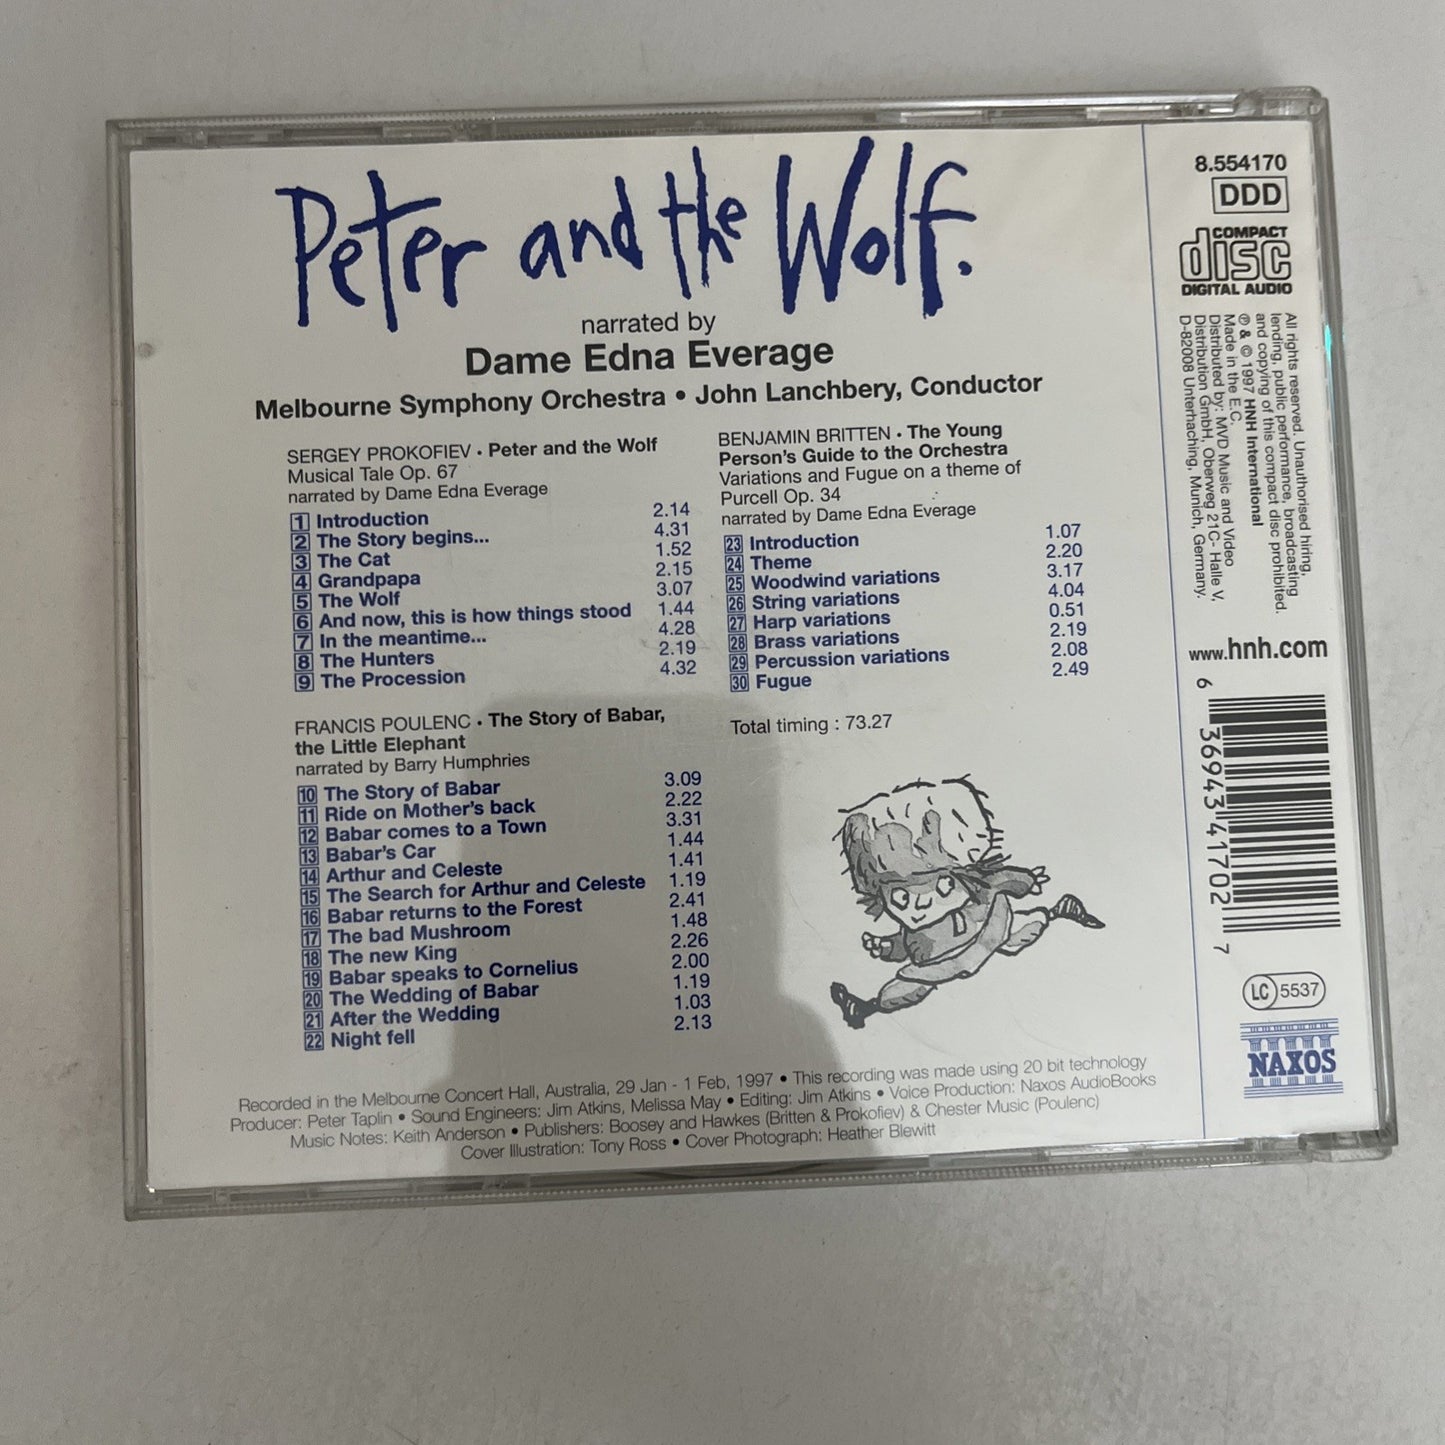 Peter and the Wolf.
narrated by
Dame Edna Everage
Melbourne Symphony Orchestra • John Lanchbery, Conductor
SERGEY PROKOFIEV • Peter and the Wolf
Musical Tale Op. 67
narrated by Dame Edna Everage
1 Introduction 2.14
2 The Story begins... 4.31
3 The Cat 1.52
4 Grandpapa 2.15
5 The Wolf 3.07
6 And now, this is how things stood 1.44
7 In the meantime... 4.28
8 The Hunters 2.19
9 The Procession 4.32
FRANCIS POULENC • The Story of Babar,
the Little Elephant
narrated by Barry Humphries
10 The Story of Babar 3.09
11 Ride on Mother's back 2.22
12 Babar comes to a Town 3.31
13 Babar's Car 1.44
14 Arthur and Celeste 1.41
15 The Search for Arthur and Celeste 1.19
16 Babar returns to the Forest 2.41
17 The bad Mushroom 1.48
18 The new King 2.26
19 Babar speaks to Cornelius 2.00
20 The Wedding of Babar 1.19
21 After the Wedding 1.03
22 Night fell 2.13
BENJAMIN BRITTEN • The Young
Person's Guide to the Orchestra
Variations and Fugue on a theme of
Purcell Op. 34
narrated by Dame Edna Everage
23 Introduction 1.07
24 Theme 2.20
25 Woodwind variations 3.17
26 String variations 4.04
27 Harp variations 0.51
28 Brass variations 2.19
29 Percussion variations 2.08
30 Fugue 2.49
Total timing : 73.27
Recorded in the Melbourne Concert Hall, Australia, 29 Jan - 1 Feb, 1997 • This recording was made using 20 bit technology
Producer: Peter Taplin • Sound Engineers: Jim Atkins, Melissa May • Editing: Jim Atkins • Voice Production: Naxos AudioBooks
Music Notes: Keith Anderson • Publishers: Boosey and Hawkes (Britten & Prokofiev) & Chester Music (Poulenc)
Cover Illustration: Tony Ross • Cover Photograph: Heather Blewitt
8.554170
DDD
COMPACT
disc
DIGITAL AUDIO
All rights reserved. Unauthorised hiring,
lending, public performance, broadcasting
and copying of this compact disc prohibited.
℗ & © 1997 HNH International
Made in the E.C.
Distributed by: MVD Music and Video
Distribution GmbH, Oberweg 21C- Halle V,
D-82008 Unterhaching, Munich, Germany.
www.hnh.com
6 36943 41702 7
LC 5537
NAXOS